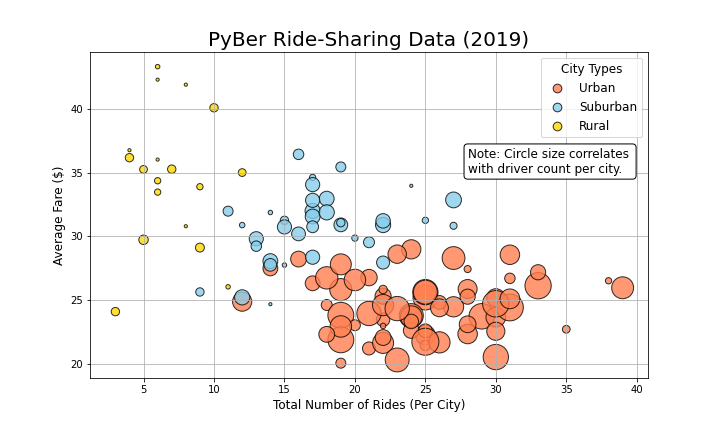 PyBer Ride-Sharing Data (2019)
City Types
Urban
Suburban
Rural
Note: Circle size correlates
with driver count per city.
Average Fare ($)
40
35
30
25
20
5 10 15 20 25 30 35 40
Total Number of Rides (Per City)